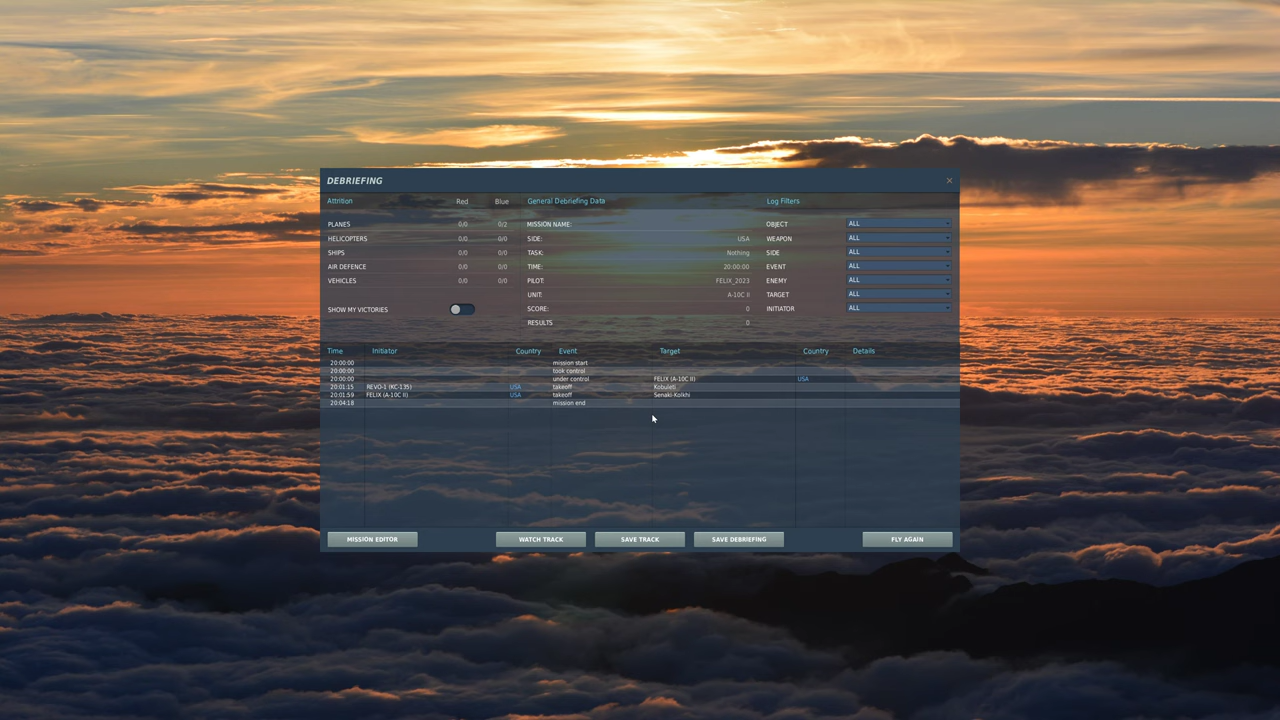 DEBRIEFING
Attrition Red Blue General Debriefing Data Log Filters
PLANES 0/0 0/2 MISSION NAME: OBJECT ALL
HELICOPTERS 0/0 0/0 SIDE: USA WEAPON ALL
SHIPS 0/0 0/0 TASK: Nothing SIDE ALL
AIR DEFENCE 0/0 0/0 TIME: 20:00:00 EVENT ALL
VEHICLES 0/0 0/0 PILOT: FELIX_2023 ENEMY ALL
UNIT: A-10C II TARGET ALL
SHOW MY VICTORIES SCORE: 0 INITIATOR ALL
RESULTS 0
Time Initiator Country Event Target Country Details
20:00:00 mission start
20:00:00 took control
20:00:00 under control FELIX (A-10C II) USA
20:01:15 REVO-1 (KC-135) USA takeoff Kobuleti
20:01:59 FELIX (A-10C II) USA takeoff Senaki-Kolkhi
20:04:18 mission end
MISSION EDITOR WATCH TRACK SAVE TRACK SAVE DEBRIEFING FLY AGAIN